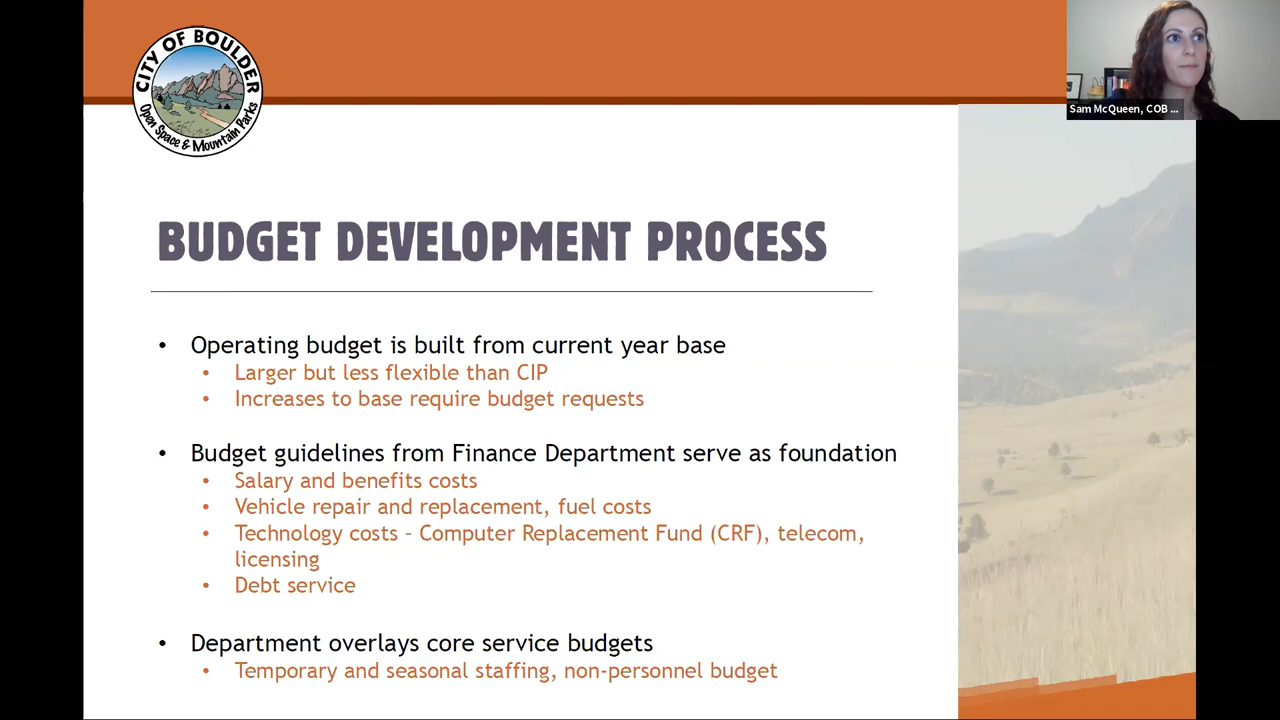 CITY OF BOULDER
Open Space & Mountain Parks
Sam McQueen, COB ...
BUDGET DEVELOPMENT PROCESS
• Operating budget is built from current year base
• Larger but less flexible than CIP
• Increases to base require budget requests
• Budget guidelines from Finance Department serve as foundation
• Salary and benefits costs
• Vehicle repair and replacement, fuel costs
• Technology costs – Computer Replacement Fund (CRF), telecom,
licensing
• Debt service
• Department overlays core service budgets
• Temporary and seasonal staffing, non-personnel budget